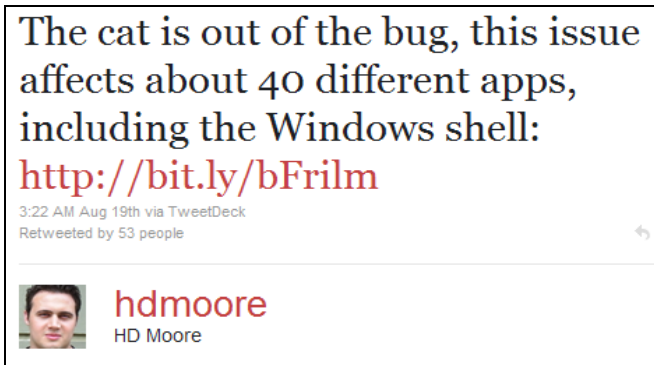 The cat is out of the bug, this issue
affects about 40 different apps,
including the Windows shell:
http://bit.ly/bFrilm
3:22 AM Aug 19th via TweetDeck
Retweeted by 53 people
hdmoore
HD Moore